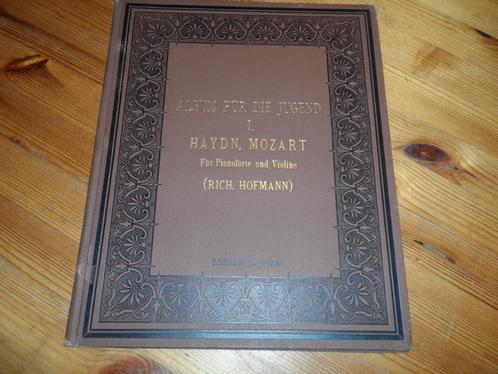 ALBUM FÜR DIE JUGEND
I.
HAYDN, MOZART
Für Pianoforte und Violine
(RICH. HOFMANN)